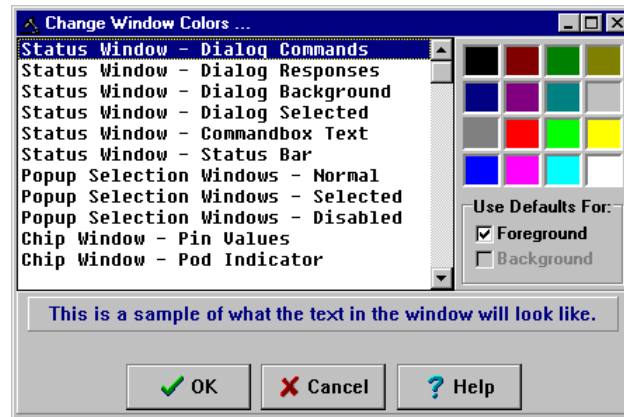 Change Window Colors ...
Status Window - Dialog Commands
Status Window - Dialog Responses
Status Window - Dialog Background
Status Window - Dialog Selected
Status Window - Commandbox Text
Status Window - Status Bar
Popup Selection Windows - Normal
Popup Selection Windows - Selected
Popup Selection Windows - Disabled
Chip Window - Pin Values
Chip Window - Pod Indicator
Use Defaults For:
Foreground
Background
This is a sample of what the text in the window will look like.
OK Cancel ? Help